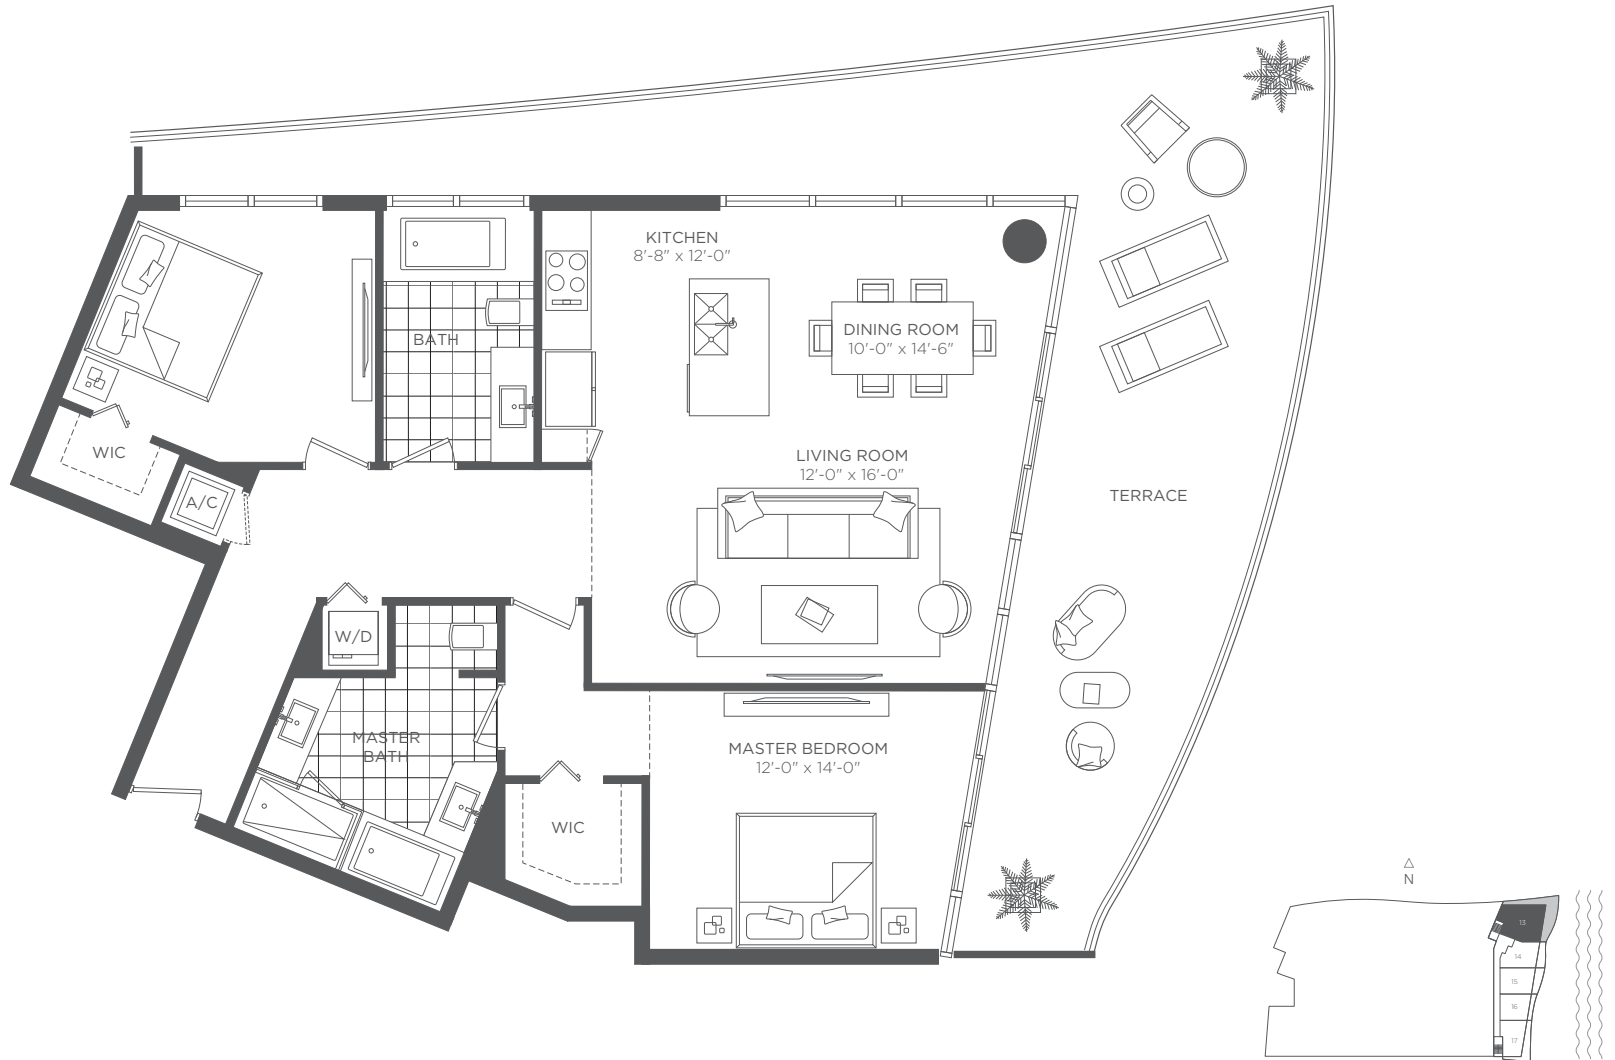 KITCHEN
8'-8" x 12'-0"
BATH
DINING ROOM
10'-0" x 14'-6"
WIC
LIVING ROOM
12'-0" x 16'-0"
A/C
TERRACE
W/D
MASTER
BATH
MASTER BEDROOM
12'-0" x 14'-0"
WIC
N
13
14
15
16
17